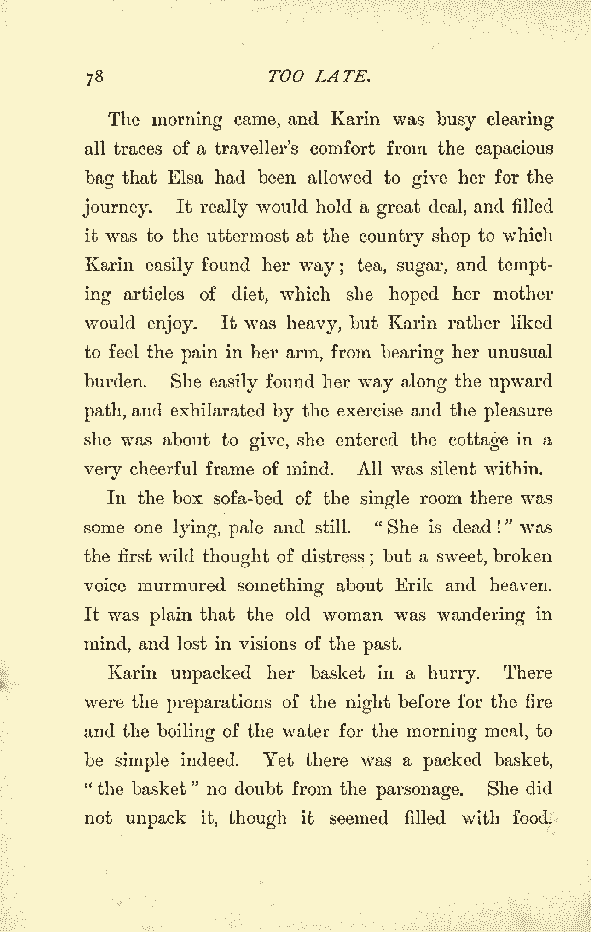 78 TOO LATE.
The morning came, and Karin was busy clearing
all traces of a traveller's comfort from the capacious
bag that Elsa had been allowed to give her for the
journey. It really would hold a great deal, and filled
it was to the uttermost at the country shop to which
Karin easily found her way; tea, sugar, and tempt-
ing articles of diet, which she hoped her mother
would enjoy. It was heavy, but Karin rather liked
to feel the pain in her arm, from bearing her unusual
burden. She easily found her way along the upward
path, and exhilarated by the exercise and the pleasure
she was about to give, she entered the cottage in a
very cheerful frame of mind. All was silent within.
In the box sofa-bed of the single room there was
some one lying, pale and still. "She is dead!" was
the first wild thought of distress; but a sweet, broken
voice murmured something about Erik and heaven.
It was plain that the old woman was wandering in
mind, and lost in visions of the past.
Karin unpacked her basket in a hurry. There
were the preparations of the night before for the fire
and the boiling of the water for the morning meal, to
be simple indeed. Yet there was a packed basket,
"the basket" no doubt from the parsonage. She did
not unpack it, though it seemed filled with food.